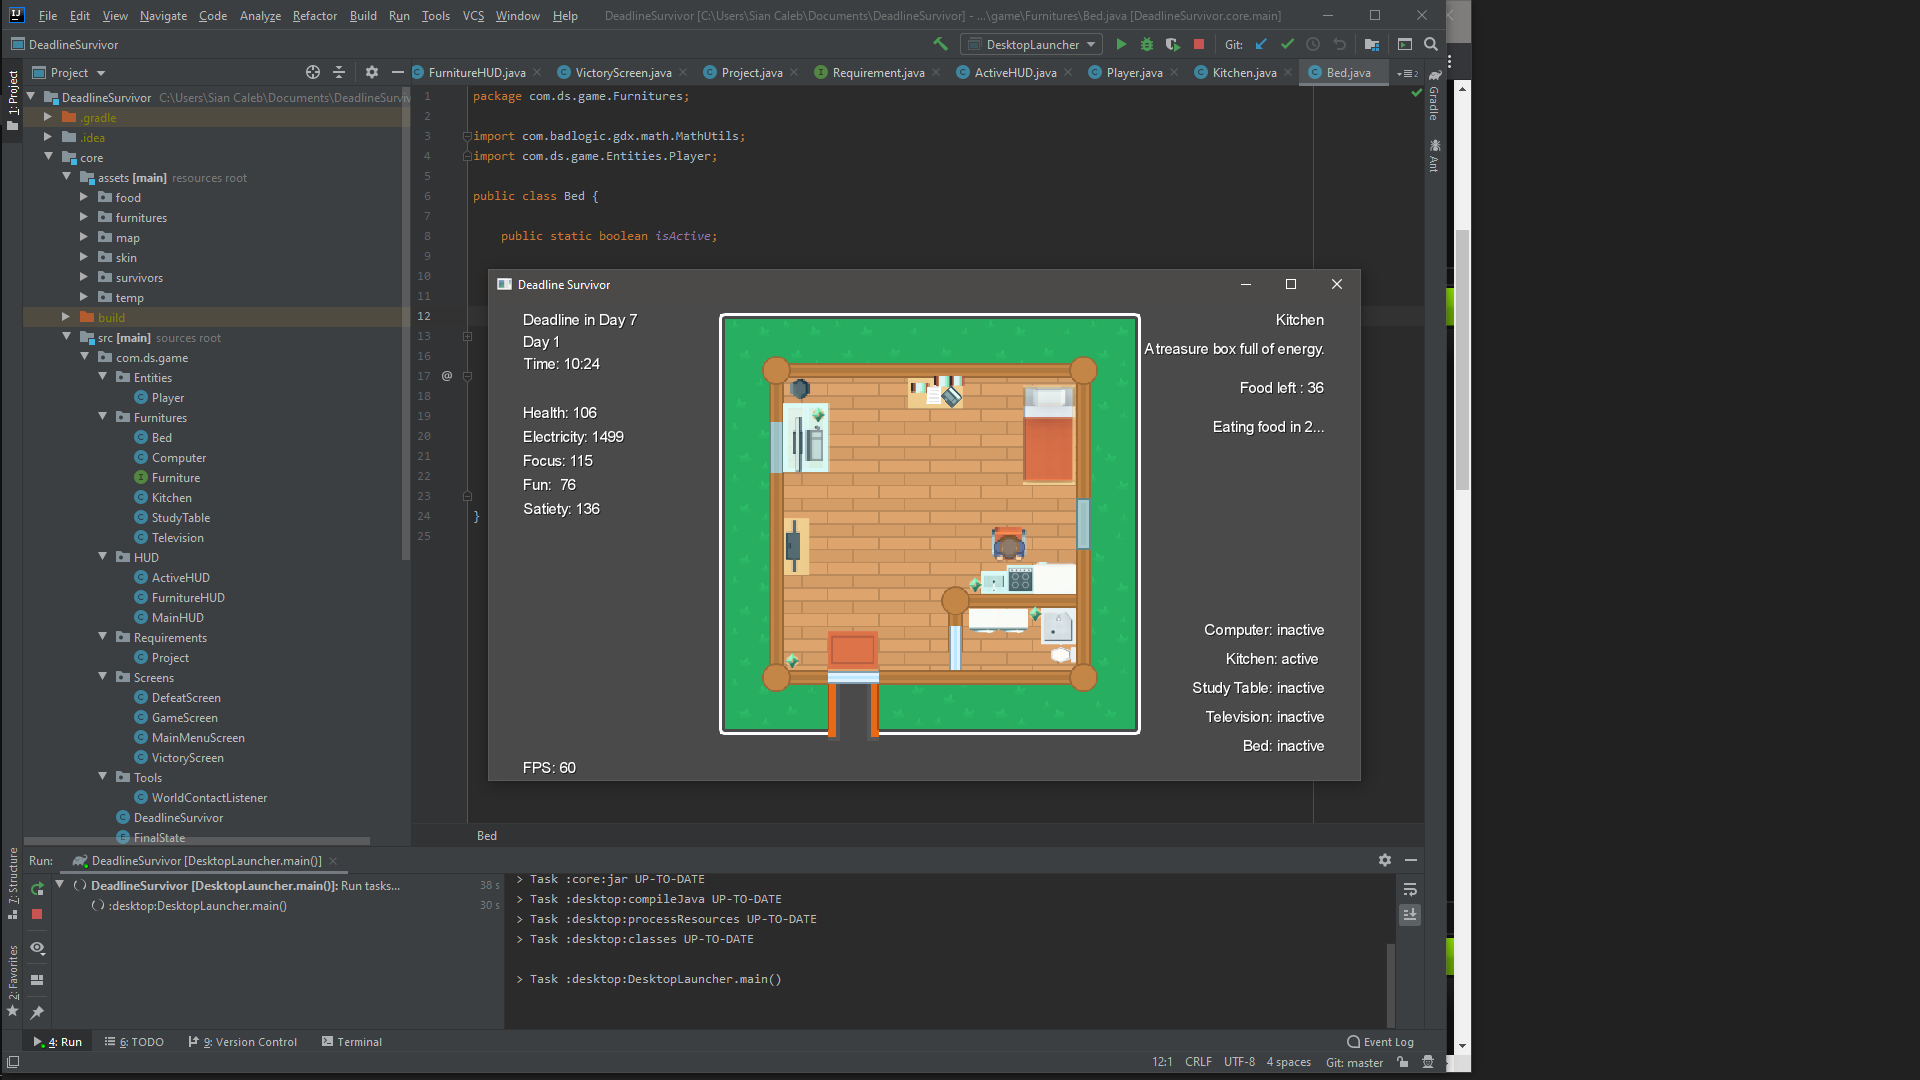 File Edit View Navigate Code Analyze Refactor Build Run Tools VCS Window Help DeadlineSurvivor [C:\Users\Sian Caleb\Documents\DeadlineSurvivor] - ...\game\Furnitures\Bed.java [DeadlineSurvivor.core.main]
DeadlineSurvivor DesktopLauncher Git:
Project FurnitureHUD.java VictoryScreen.java Project.java Requirement.java ActiveHUD.java Player.java Kitchen.java Bed.java
1: Project
7: Structure
2: Favorites
Gradle
Ant
DeadlineSurvivor C:\Users\Sian Caleb\Documents\DeadlineSurviv
.gradle
.idea
core
assets [main] resources root
food
furnitures
map
skin
survivors
temp
build
src [main] sources root
com.ds.game
Entities
Player
Furnitures
Bed
Computer
Furniture
Kitchen
StudyTable
Television
HUD
ActiveHUD
FurnitureHUD
MainHUD
Requirements
Project
Screens
DefeatScreen
GameScreen
MainMenuScreen
VictoryScreen
Tools
WorldContactListener
DeadlineSurvivor
FinalState
1 package com.ds.game.Furnitures;
2
3 import com.badlogic.gdx.math.MathUtils;
4 import com.ds.game.Entities.Player;
5
6 public class Bed {
7
8 public static boolean isActive;
9
10
11
12
13
16
17 @
18
19
20
21
22
23
24 }
25
Bed
Deadline Survivor
Deadline in Day 7
Day 1
Time: 10:24
Health: 106
Electricity: 1499
Focus: 115
Fun: 76
Satiety: 136
FPS: 60
Kitchen
A treasure box full of energy.
Food left : 36
Eating food in 2...
Computer: inactive
Kitchen: active
Study Table: inactive
Television: inactive
Bed: inactive
Run: DeadlineSurvivor [DesktopLauncher.main()]
DeadlineSurvivor [DesktopLauncher.main()]: Run tasks... 38 s
:desktop:DesktopLauncher.main() 30 s
> Task :core:jar UP-TO-DATE
> Task :desktop:compileJava UP-TO-DATE
> Task :desktop:processResources UP-TO-DATE
> Task :desktop:classes UP-TO-DATE
> Task :desktop:DesktopLauncher.main()
4: Run 6: TODO 9: Version Control Terminal Event Log
12:1 CRLF UTF-8 4 spaces Git: master